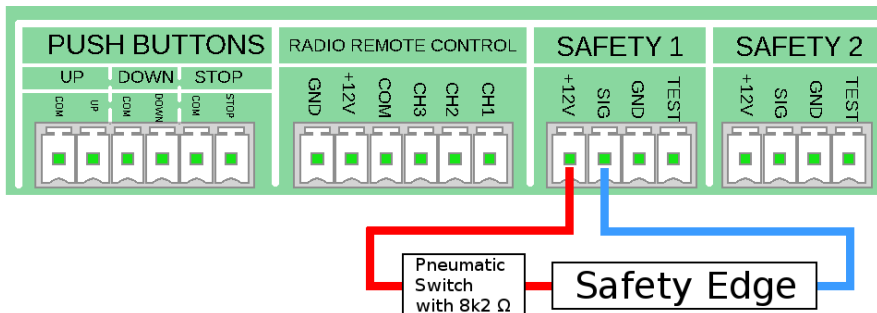 PUSH BUTTONS
UP DOWN STOP
COM UP COM DOWN COM STOP
RADIO REMOTE CONTROL
GND +12V COM CH3 CH2 CH1
SAFETY 1
+12V SIG GND TEST
SAFETY 2
+12V SIG GND TEST
Pneumatic
Switch
with 8k2 Ω
Safety Edge